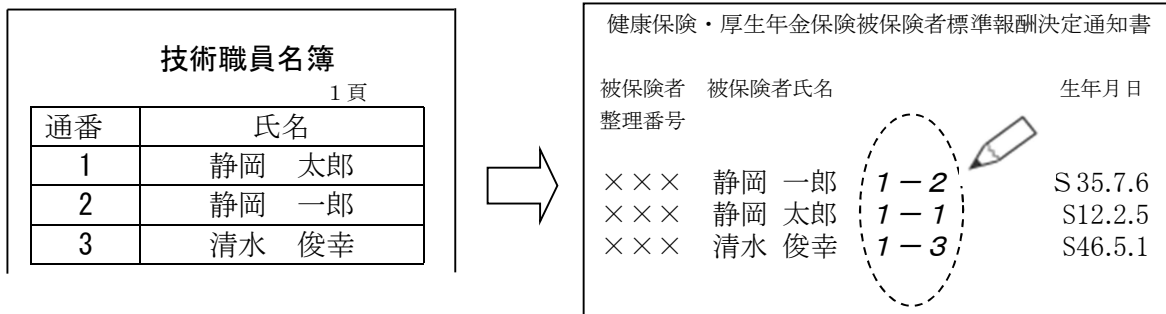 技術職員名簿
1頁
通番 氏名
1 静岡 太郎
2 静岡 一郎
3 清水 俊幸
健康保険・厚生年金保険被保険者標準報酬決定通知書
被保険者 被保険者氏名 生年月日
整理番号
××× 静岡 一郎 1-2 S35.7.6
××× 静岡 太郎 1-1 S12.2.5
××× 清水 俊幸 1-3 S46.5.1